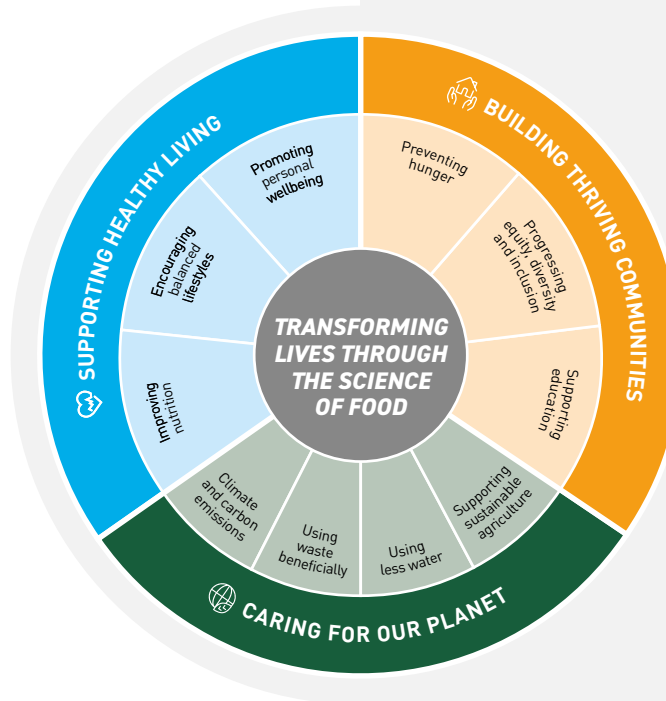 SUPPORTING HEALTHY LIVING
Promoting
personal
wellbeing
Encouraging
balanced
lifestyles
Improving
nutrition
BUILDING THRIVING COMMUNITIES
Preventing
hunger
Progressing
equity, diversity
and inclusion
Supporting
education
TRANSFORMING
LIVES THROUGH
THE SCIENCE
OF FOOD
Climate
and carbon
emissions
Using
waste
beneficially
Using
less water
Supporting
sustainable
agriculture
CARING FOR OUR PLANET